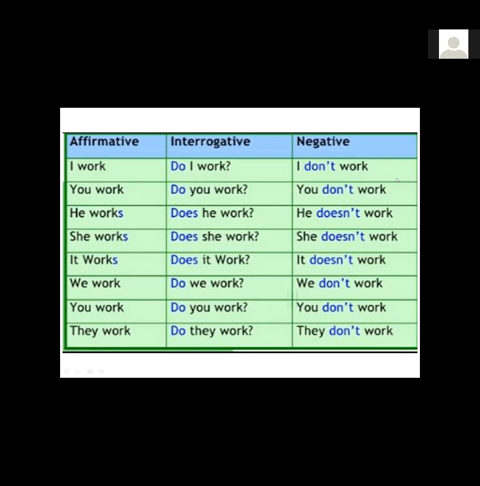 Affirmative Interrogative Negative
I work Do I work? I don't work
You work Do you work? You don't work
He works Does he work? He doesn't work
She works Does she work? She doesn't work
It Works Does it Work? It doesn't work
We work Do we work? We don't work
You work Do you work? You don't work
They work Do they work? They don't work